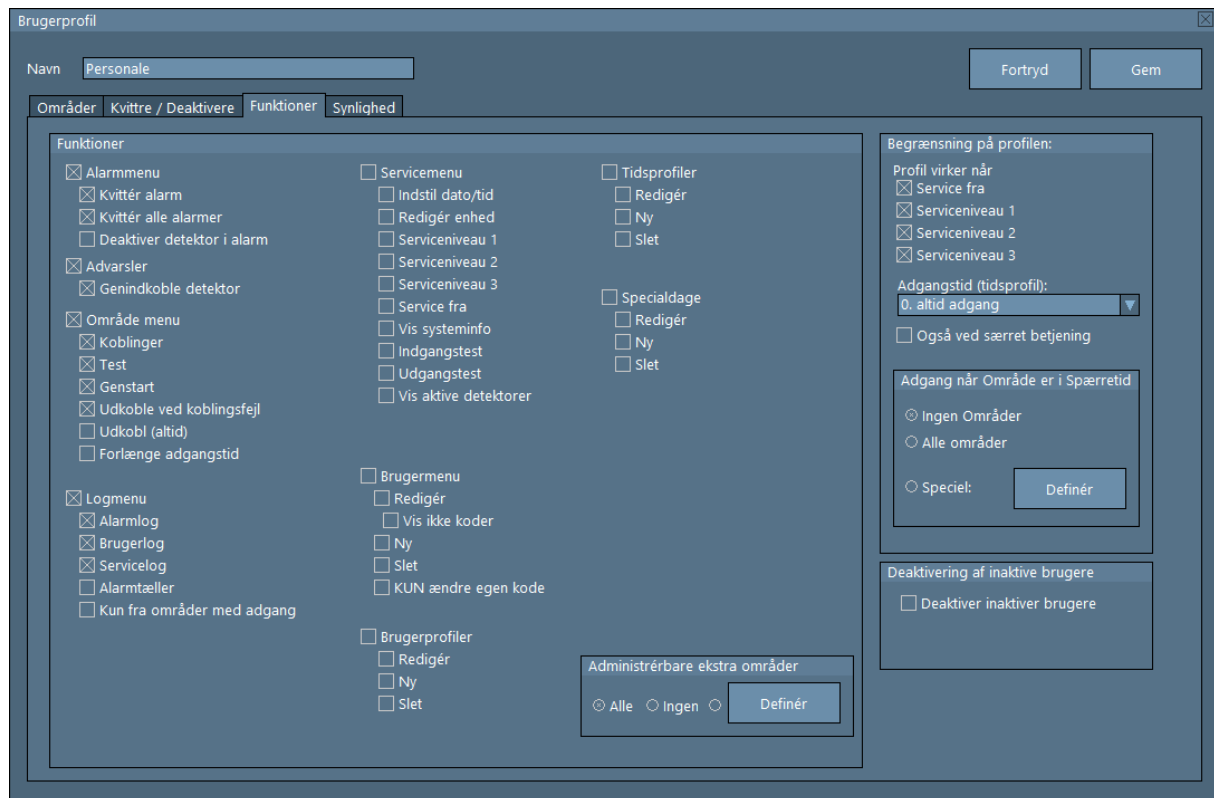 Brugerprofil
Navn Personale
Fortryd Gem
Områder Kvittre / Deaktivere Funktioner Synlighed
Funktioner
Alarmmenu
Kvittér alarm
Kvittér alle alarmer
Deaktiver detektor i alarm
Advarsler
Genindkoble detektor
Område menu
Koblinger
Test
Genstart
Udkoble ved koblingsfejl
Udkobl (altid)
Forlænge adgangstid
Logmenu
Alarmlog
Brugerlog
Servicelog
Alarmtæller
Kun fra områder med adgang
Servicemenu
Indstil dato/tid
Redigér enhed
Serviceniveau 1
Serviceniveau 2
Serviceniveau 3
Service fra
Vis systeminfo
Indgangstest
Udgangstest
Vis aktive detektorer
Brugermenu
Redigér
Vis ikke koder
Ny
Slet
KUN ændre egen kode
Brugerprofiler
Redigér
Ny
Slet
Tidsprofiler
Redigér
Ny
Slet
Specialdage
Redigér
Ny
Slet
Administrérbare ekstra områder
Alle Ingen Definér
Begrænsning på profilen:
Profil virker når
Service fra
Serviceniveau 1
Serviceniveau 2
Serviceniveau 3
Adgangstid (tidsprofil):
0. altid adgang
Også ved særret betjening
Adgang når Område er i Spærretid
Ingen Områder
Alle områder
Speciel: Definér
Deaktivering af inaktive brugere
Deaktiver inaktiver brugere